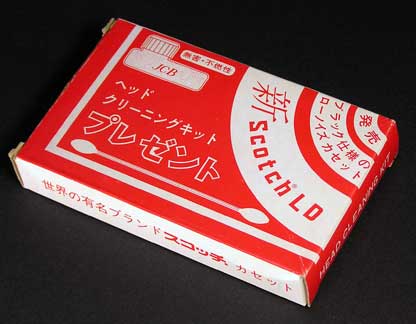 無害・不燃性
JCB
ヘッド
クリーニングキット
プレゼント
新
Scotch LD
発売
ブラック仕様の
ローノイズカセット
世界の有名ブランド スコッチ カセット
HEAD CLEANING KIT